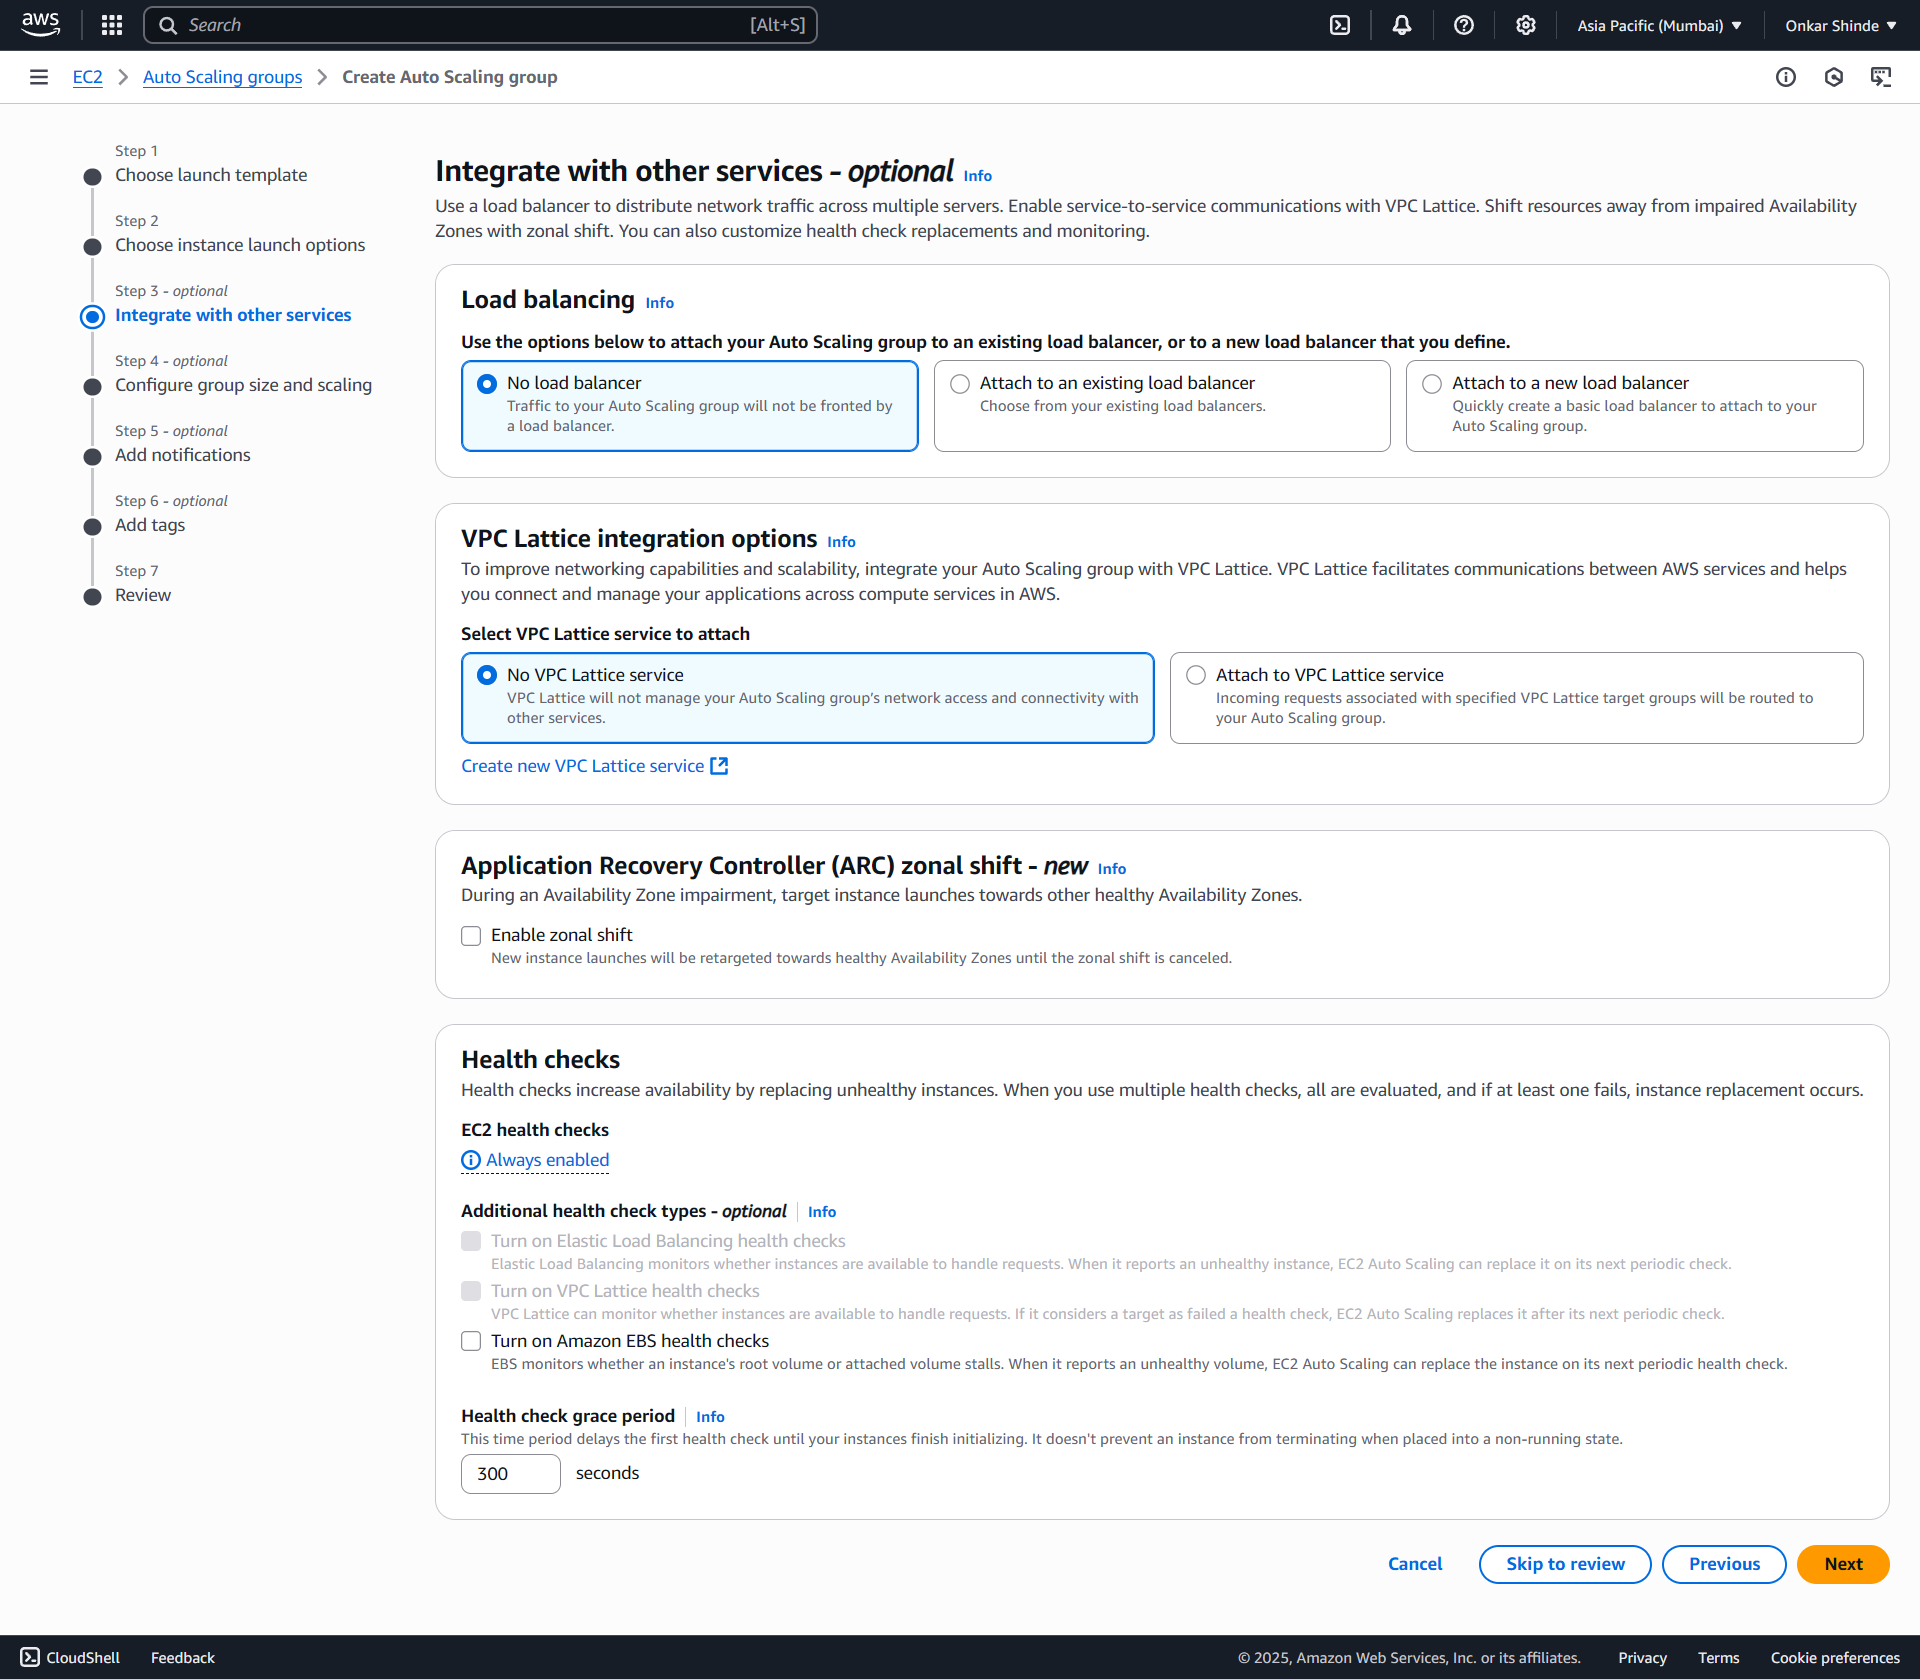 aws
Search
[Alt+S]
Asia Pacific (Mumbai)
Onkar Shinde
EC2
Auto Scaling groups
Create Auto Scaling group
Step 1
Choose launch template
Step 2
Choose instance launch options
Step 3 - optional
Integrate with other services
Step 4 - optional
Configure group size and scaling
Step 5 - optional
Add notifications
Step 6 - optional
Add tags
Step 7
Review
Integrate with other services - optional Info
Use a load balancer to distribute network traffic across multiple servers. Enable service-to-service communications with VPC Lattice. Shift resources away from impaired Availability
Zones with zonal shift. You can also customize health check replacements and monitoring.
Load balancing Info
Use the options below to attach your Auto Scaling group to an existing load balancer, or to a new load balancer that you define.
No load balancer
Traffic to your Auto Scaling group will not be fronted by
a load balancer.
Attach to an existing load balancer
Choose from your existing load balancers.
Attach to a new load balancer
Quickly create a basic load balancer to attach to your
Auto Scaling group.
VPC Lattice integration options Info
To improve networking capabilities and scalability, integrate your Auto Scaling group with VPC Lattice. VPC Lattice facilitates communications between AWS services and helps
you connect and manage your applications across compute services in AWS.
Select VPC Lattice service to attach
No VPC Lattice service
VPC Lattice will not manage your Auto Scaling group's network access and connectivity with
other services.
Attach to VPC Lattice service
Incoming requests associated with specified VPC Lattice target groups will be routed to
your Auto Scaling group.
Create new VPC Lattice service
Application Recovery Controller (ARC) zonal shift - new Info
During an Availability Zone impairment, target instance launches towards other healthy Availability Zones.
Enable zonal shift
New instance launches will be retargeted towards healthy Availability Zones until the zonal shift is canceled.
Health checks
Health checks increase availability by replacing unhealthy instances. When you use multiple health checks, all are evaluated, and if at least one fails, instance replacement occurs.
EC2 health checks
Always enabled
Additional health check types - optional Info
Turn on Elastic Load Balancing health checks
Elastic Load Balancing monitors whether instances are available to handle requests. When it reports an unhealthy instance, EC2 Auto Scaling can replace it on its next periodic check.
Turn on VPC Lattice health checks
VPC Lattice can monitor whether instances are available to handle requests. If it considers a target as failed a health check, EC2 Auto Scaling replaces it after its next periodic check.
Turn on Amazon EBS health checks
EBS monitors whether an instance's root volume or attached volume stalls. When it reports an unhealthy volume, EC2 Auto Scaling can replace the instance on its next periodic health check.
Health check grace period Info
This time period delays the first health check until your instances finish initializing. It doesn't prevent an instance from terminating when placed into a non-running state.
300 seconds
Cancel
Skip to review
Previous
Next
CloudShell
Feedback
© 2025, Amazon Web Services, Inc. or its affiliates.
Privacy
Terms
Cookie preferences